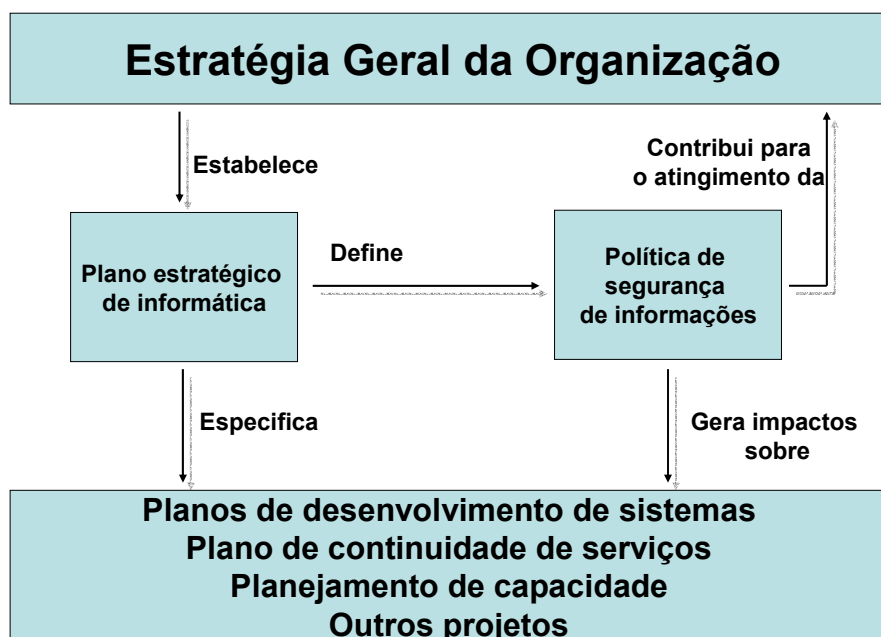 Estratégia Geral da Organização
Estabelece
Contribui para
o atingimento da
Plano estratégico
de informática
Define
Política de
segurança
de informações
Especifica
Gera impactos
sobre
Planos de desenvolvimento de sistemas
Plano de continuidade de serviços
Planejamento de capacidade
Outros projetos